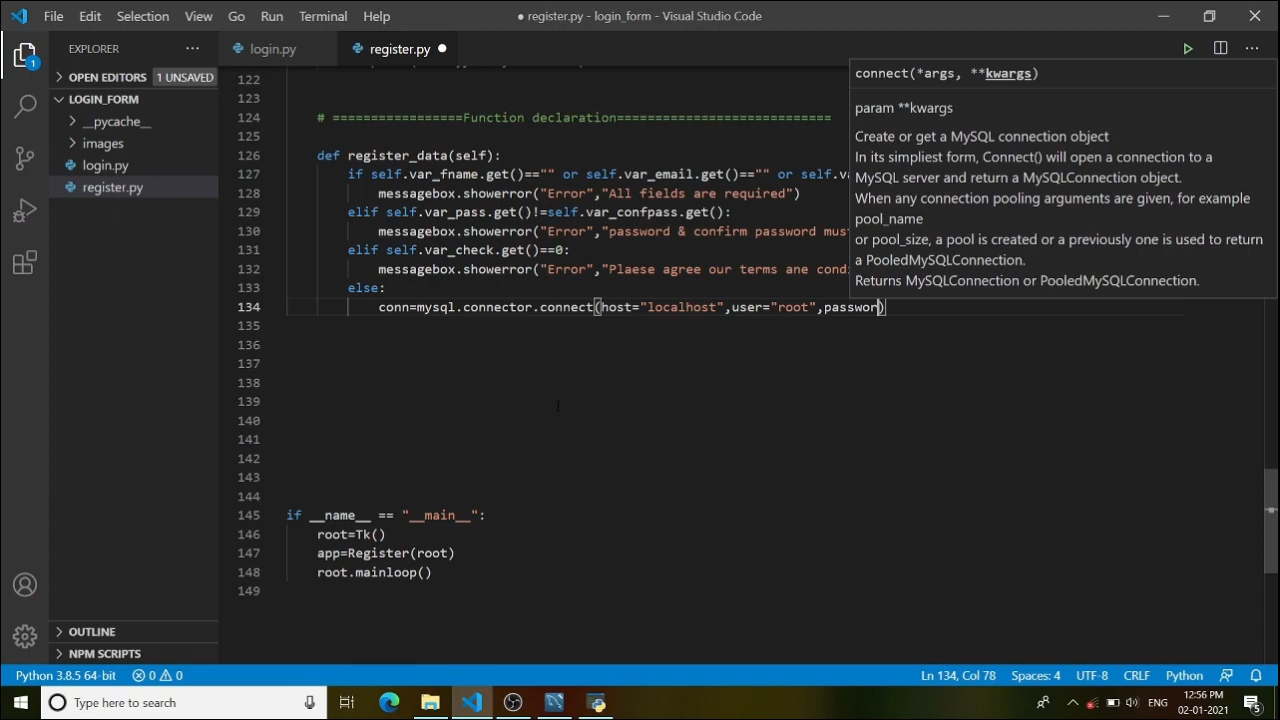 File Edit Selection View Go Run Terminal Help
● register.py - login_form - Visual Studio Code
EXPLORER
login.py
register.py
OPEN EDITORS 1 UNSAVED
LOGIN_FORM
__pycache__
images
login.py
register.py
OUTLINE
NPM SCRIPTS
1
122
123
124 # =================Function declaration===========================
125
126 def register_data(self):
127 if self.var_fname.get()=="" or self.var_email.get()=="" or self.va
128 messagebox.showerror("Error","All fields are required")
129 elif self.var_pass.get()!=self.var_confpass.get():
130 messagebox.showerror("Error","password & confirm password mus
131 elif self.var_check.get()==0:
132 messagebox.showerror("Error","Plaese agree our terms ane condi
133 else:
134 conn=mysql.connector.connect(host="localhost",user="root",passwor)
135
136
137
138
139
140
141
142
143
144
145 if __name__ == "__main__":
146 root=Tk()
147 app=Register(root)
148 root.mainloop()
149
connect(*args, **kwargs)
param **kwargs
Create or get a MySQL connection object
In its simpliest form, Connect() will open a connection to a
MySQL server and return a MySQLConnection object.
When any connection pooling arguments are given, for example
pool_name
or pool_size, a pool is created or a previously one is used to return
a PooledMySQLConnection.
Returns MySQLConnection or PooledMySQLConnection.
Python 3.8.5 64-bit 0 0 Ln 134, Col 78 Spaces: 4 UTF-8 CRLF Python
Type here to search
ENG
12:56 PM
02-01-2021
5